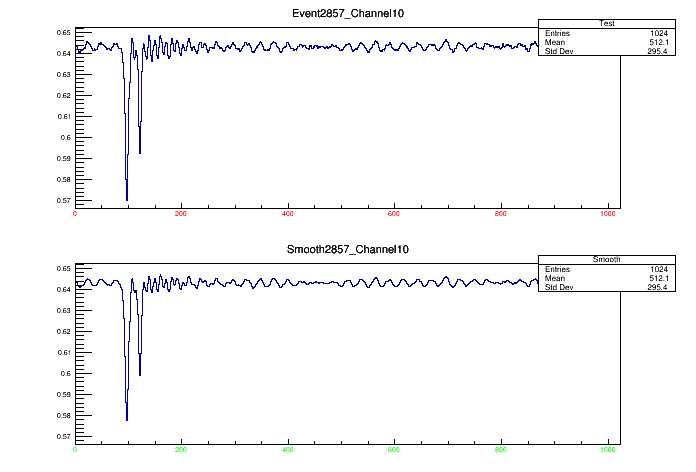 Event2857_Channel10
Test
Entries 1024
Mean 512.1
Std Dev 295.4
0.65
0.64
0.63
0.62
0.61
0.6
0.59
0.58
0.57
0 200 400 600 800 1000
Smooth2857_Channel10
Smooth
Entries 1024
Mean 512.1
Std Dev 295.4
0.65
0.64
0.63
0.62
0.61
0.6
0.59
0.58
0.57
0 200 400 600 800 1000